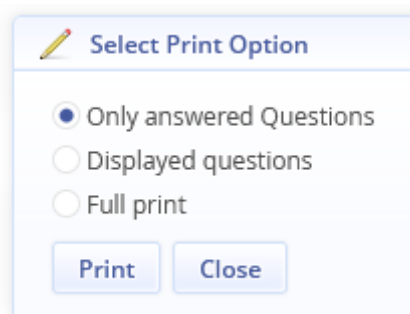 Select Print Option
Only answered Questions
Displayed questions
Full print
Print Close